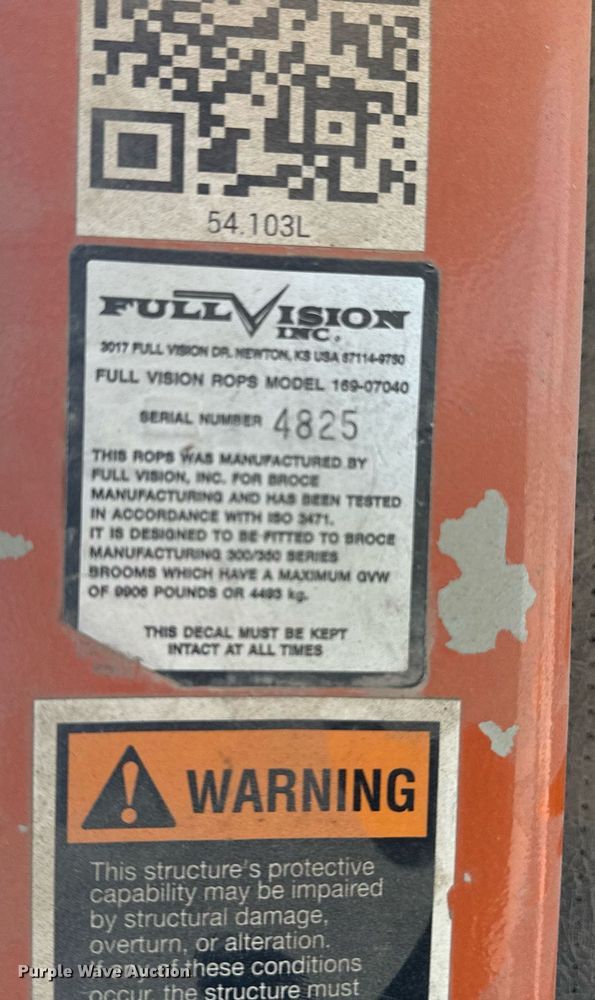 54.103L
FULL VISION
INC.
3017 FULL VISION DR. NEWTON, KS USA 67114-9750
FULL VISION ROPS MODEL 169-07040
SERIAL NUMBER 4825
THIS ROPS WAS MANUFACTURED BY
FULL VISION, INC. FOR BROCE
MANUFACTURING AND HAS BEEN TESTED
IN ACCORDANCE WITH ISO 3471.
IT IS DESIGNED TO BE FITTED TO BROCE
MANUFACTURING 300/350 SERIES
BROOMS WHICH HAVE A MAXIMUM GVW
OF 9906 POUNDS OR 4493 kg.
THIS DECAL MUST BE KEPT
INTACT AT ALL TIMES
WARNING
This structure's protective
capability may be impaired
by structural damage,
overturn, or alteration.
If any of these conditions
occur, the structure must
Purple Wave Auction